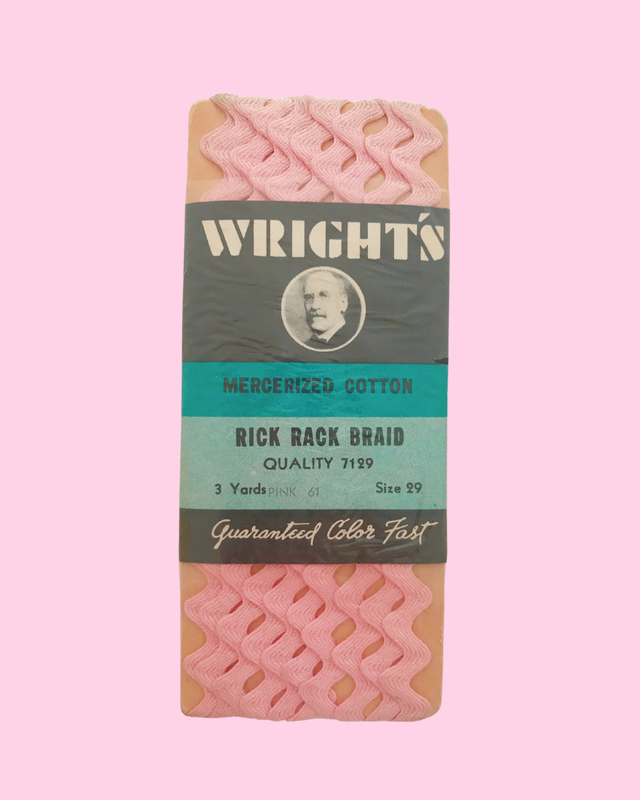 WRIGHT'S
MERCERIZED COTTON
RICK RACK BRAID
QUALITY 7129
3 Yards PINK 61 Size 29
Guaranteed Color Fast